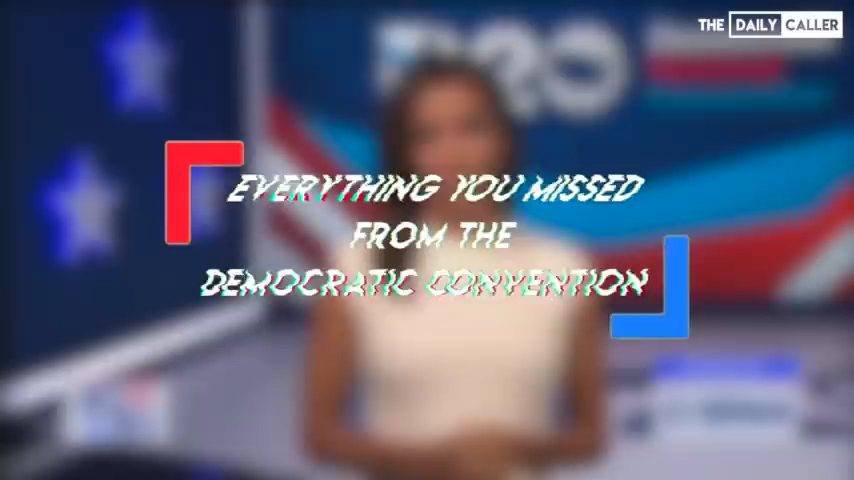 THE DAILY CALLER
EVERYTHING YOU MISSED
FROM THE
DEMOCRATIC CONVENTION